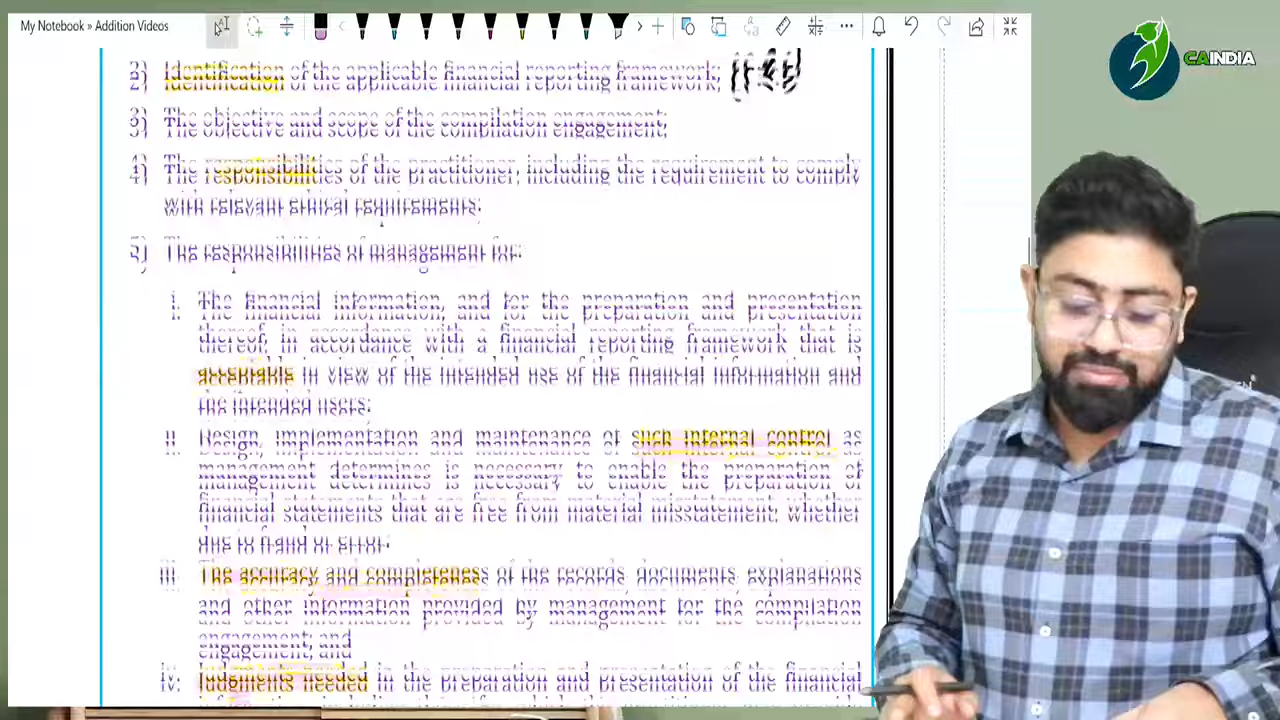 My Notebook » Addition Videos
CAINDIA
2) Identification of the applicable financial reporting framework;
3) The objective and scope of the compilation engagement;
4) The responsibilities of the practitioner, including the requirement to comply
with relevant ethical requirements;
5) The responsibilities of management for:
i. The financial information, and for the preparation and presentation
thereof, in accordance with a financial reporting framework that is
acceptable in view of the intended use of the financial information and
the intended users;
ii. Design, implementation and maintenance of such internal control as
management determines is necessary to enable the preparation of
financial statements that are free from material misstatement, whether
due to fraud or error;
iii. The accuracy and completeness of the records, documents, explanations
and other information provided by management for the compilation
engagement; and
iv. Judgments needed in the preparation and presentation of the financial